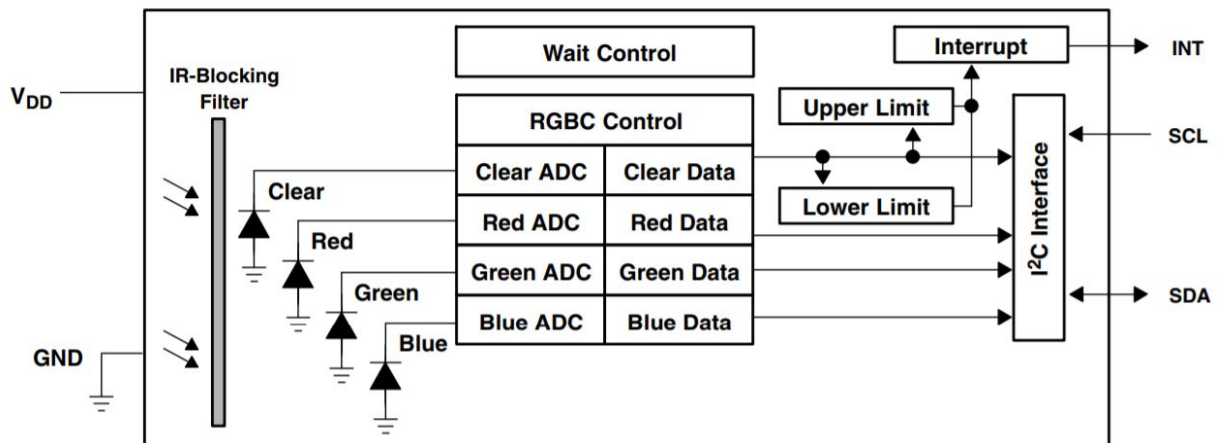 V_DD
GND
IR-Blocking
Filter
Clear
Red
Green
Blue
Wait Control
RGBC Control
Clear ADC Clear Data
Red ADC Red Data
Green ADC Green Data
Blue ADC Blue Data
Interrupt
Upper Limit
Lower Limit
I²C Interface
INT
SCL
SDA